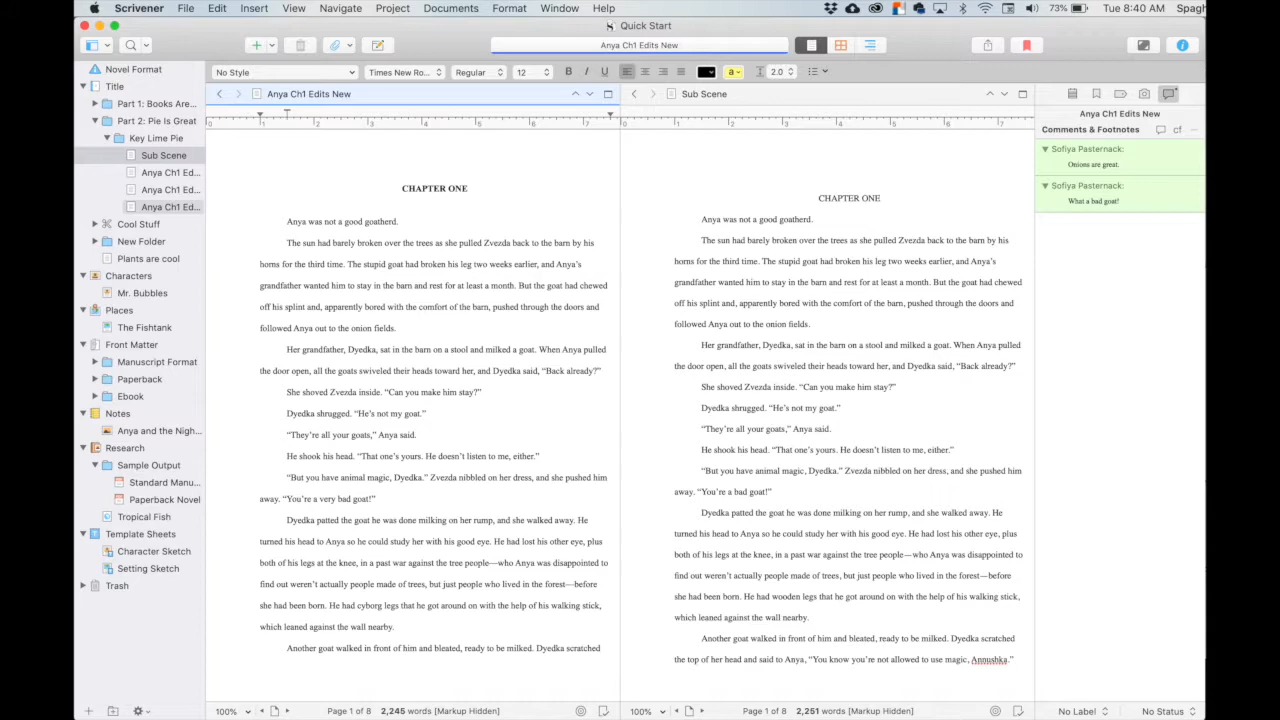 Scrivener File Edit Insert View Navigate Project Documents Format Window Help 73% Tue 8:40 AM Spagh
Quick Start
Anya Ch1 Edits New
Novel Format
Title
Part 1: Books Are...
Part 2: Pie Is Great
Key Lime Pie
Sub Scene
Anya Ch1 Ed...
Anya Ch1 Ed...
Anya Ch1 Ed...
Cool Stuff
New Folder
Plants are cool
Characters
Mr. Bubbles
Places
The Fishtank
Front Matter
Manuscript Format
Paperback
Ebook
Notes
Anya and the Nigh...
Research
Sample Output
Standard Manu...
Paperback Novel
Tropical Fish
Template Sheets
Character Sketch
Setting Sketch
Trash
No Style Times New Ro... Regular 12 B I U a 2.0
Anya Ch1 Edits New
0 1 2 3 4 5 6 7
CHAPTER ONE
Anya was not a good goatherd.
The sun had barely broken over the trees as she pulled Zvezda back to the barn by his
horns for the third time. The stupid goat had broken his leg two weeks earlier, and Anya’s
grandfather wanted him to stay in the barn and rest for at least a month. But the goat had chewed
off his splint and, apparently bored with the comfort of the barn, pushed through the doors and
followed Anya out to the onion fields.
Her grandfather, Dyedka, sat in the barn on a stool and milked a goat. When Anya pulled
the door open, all the goats swiveled their heads toward her, and Dyedka said, “Back already?”
She shoved Zvezda inside. “Can you make him stay?”
Dyedka shrugged. “He’s not my goat.”
“They’re all your goats,” Anya said.
He shook his head. “That one’s yours. He doesn’t listen to me, either.”
“But you have animal magic, Dyedka.” Zvezda nibbled on her dress, and she pushed him
away. “You’re a very bad goat!”
Dyedka patted the goat he was done milking on her rump, and she walked away. He
turned his head to Anya so he could study her with his good eye. He had lost his other eye, plus
both of his legs at the knee, in a past war against the tree people—who Anya was disappointed to
find out weren’t actually people made of trees, but just people who lived in the forest—before
she had been born. He had cyborg legs that he got around on with the help of his walking stick,
which leaned against the wall nearby.
Another goat walked in front of him and bleated, ready to be milked. Dyedka scratched
100% Page 1 of 8 2,245 words [Markup Hidden]
Sub Scene
0 1 2 3 4 5 6 7
CHAPTER ONE
Anya was not a good goatherd.
The sun had barely broken over the trees as she pulled Zvezda back to the barn by his
horns for the third time. The stupid goat had broken his leg two weeks earlier, and Anya’s
grandfather wanted him to stay in the barn and rest for at least a month. But the goat had chewed
off his splint and, apparently bored with the comfort of the barn, pushed through the doors and
followed Anya out to the onion fields.
Her grandfather, Dyedka, sat in the barn on a stool and milked a goat. When Anya pulled
the door open, all the goats swiveled their heads toward her, and Dyedka said, “Back already?”
She shoved Zvezda inside. “Can you make him stay?”
Dyedka shrugged. “He’s not my goat.”
“They’re all your goats,” Anya said.
He shook his head. “That one’s yours. He doesn’t listen to me, either.”
“But you have animal magic, Dyedka.” Zvezda nibbled on her dress, and she pushed him
away. “You’re a bad goat!”
Dyedka patted the goat he was done milking on her rump, and she walked away. He
turned his head to Anya so he could study her with his good eye. He had lost his other eye, plus
both of his legs at the knee, in a past war against the tree people—who Anya was disappointed to
find out weren’t actually people made of trees, but just people who lived in the forest—before
she had been born. He had wooden legs that he got around on with the help of his walking stick,
which leaned against the wall nearby.
Another goat walked in front of him and bleated, ready to be milked. Dyedka scratched
the top of her head and said to Anya, “You know you’re not allowed to use magic, Annushka.”
100% Page 1 of 8 2,251 words [Markup Hidden]
Anya Ch1 Edits New
Comments & Footnotes cf
Sofiya Pasternack:
Onions are great.
Sofiya Pasternack:
What a bad goat!
No Label No Status